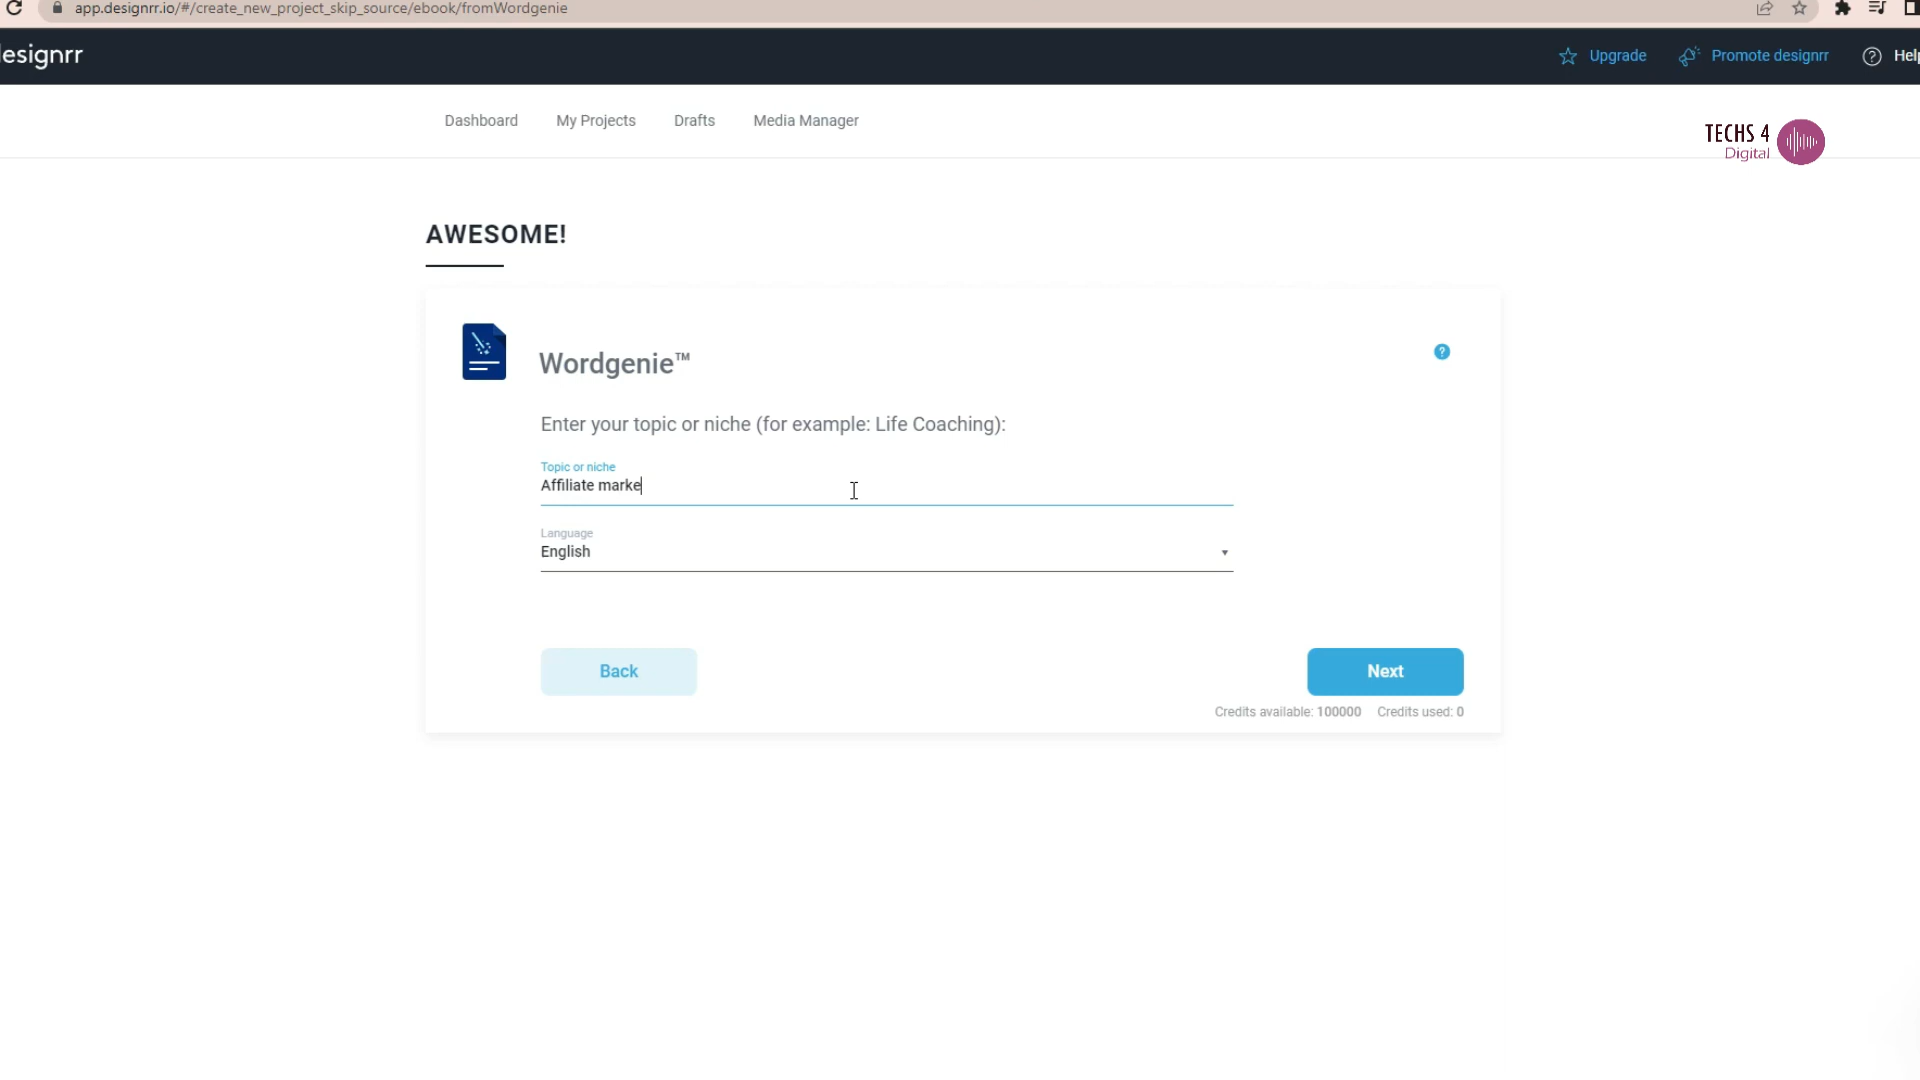 app.designrr.io/#/create_new_project_skip_source/ebook/fromWordgenie
esignrr
Upgrade
Promote designrr
Help
Dashboard
My Projects
Drafts
Media Manager
TECHS 4
Digital
AWESOME!
Wordgenie™
?
Enter your topic or niche (for example: Life Coaching):
Topic or niche
Affiliate marke
Language
English
Back
Next
Credits available: 100000 Credits used: 0